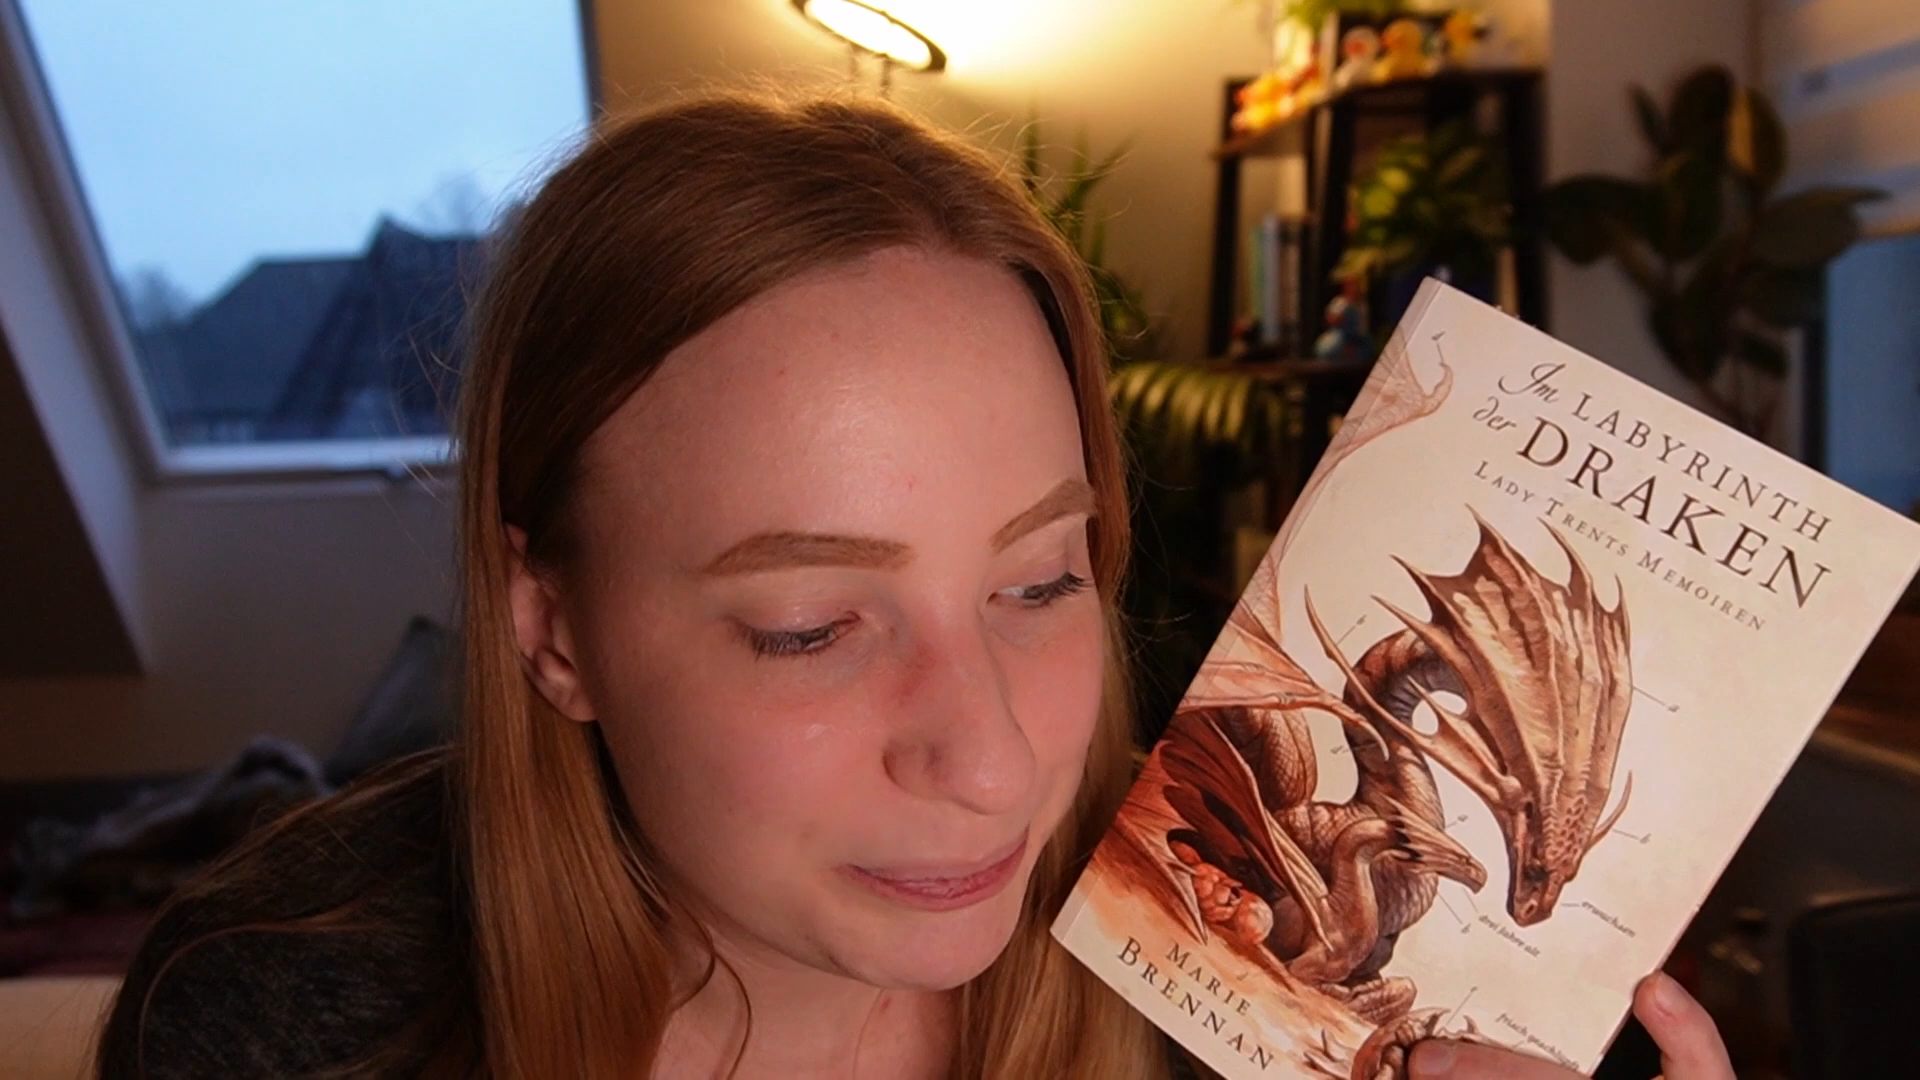 Im LABYRINTH
der DRAKEN
LADY TRENTS MEMOIREN
a
b
a
d
a
b
erwachsen
drei Jahre alt
b
frisch geschlüpft
MARIE
BRENNAN